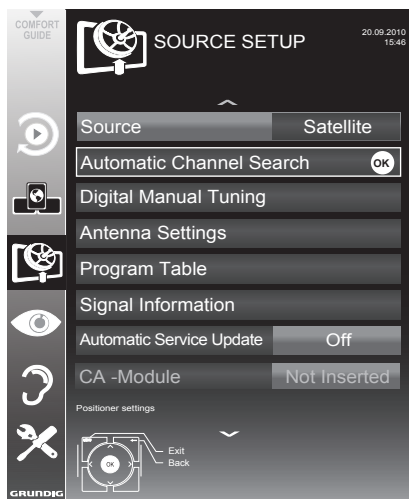 COMFORT
GUIDE
SOURCE SETUP
20.09.2010
15:46
Source Satellite
Automatic Channel Search OK
Digital Manual Tuning
Antenna Settings
Program Table
Signal Information
Automatic Service Update Off
CA -Module Not Inserted
Positioner settings
Exit
OK Back
GRUNDIG